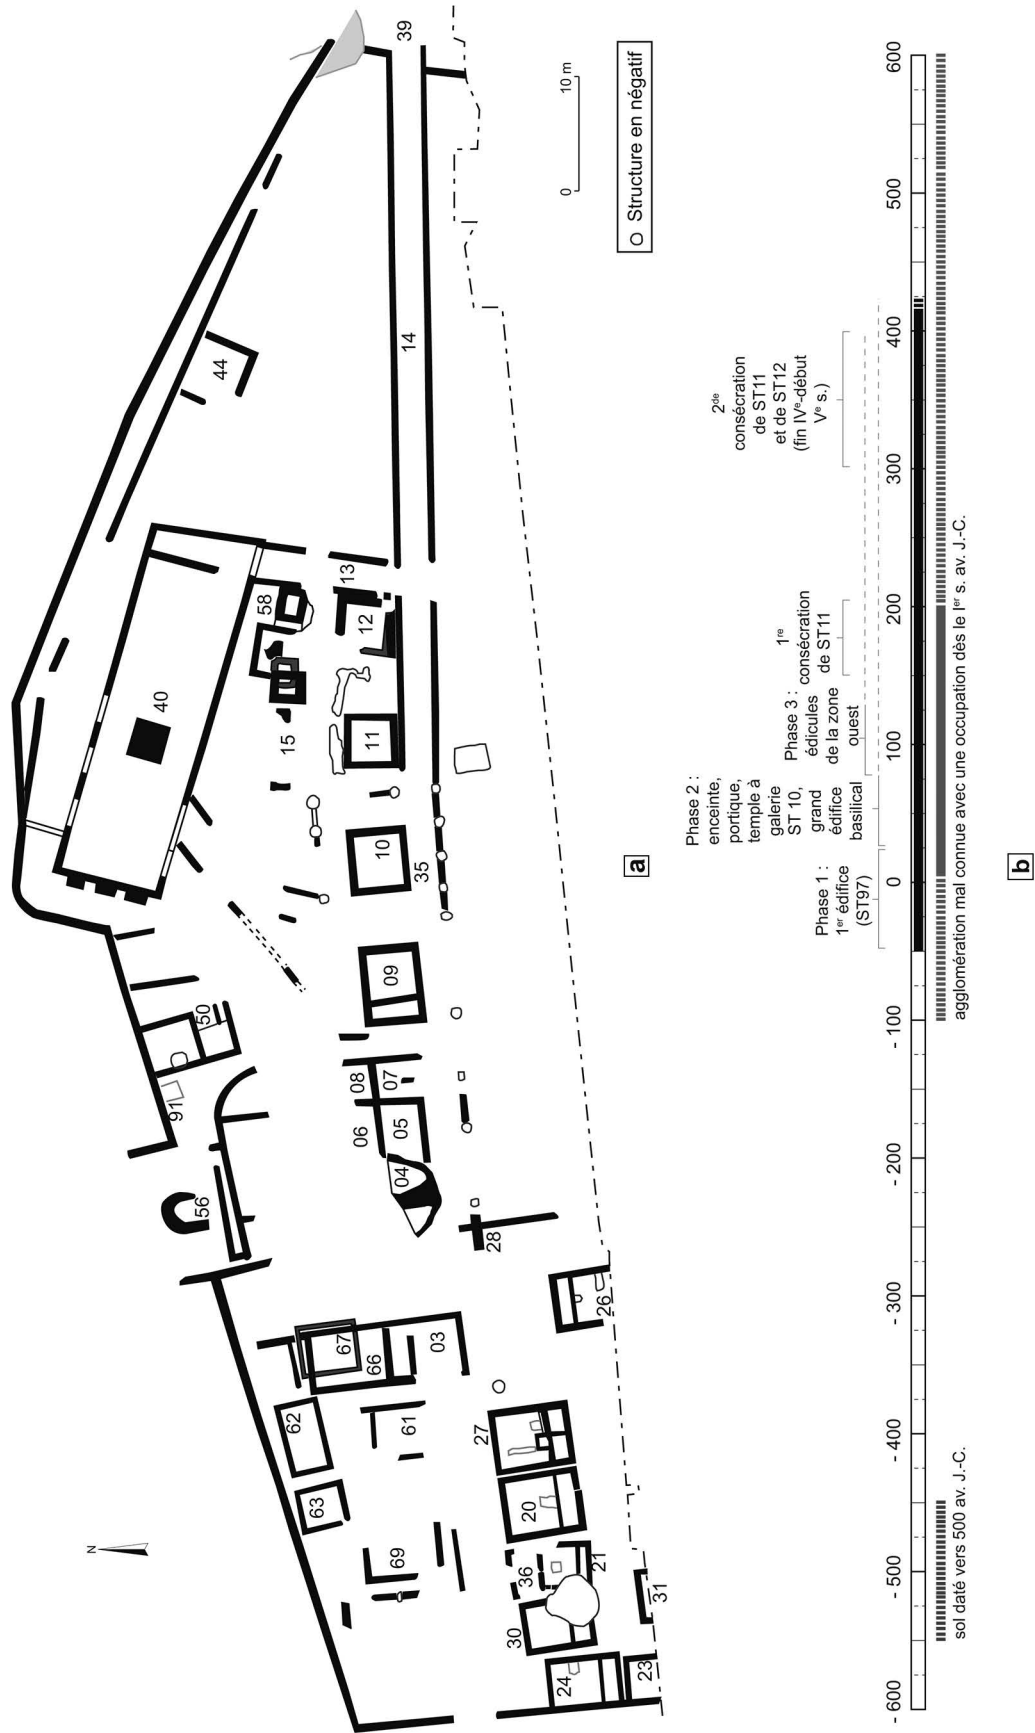 N
39
14
44
40
58
13
12
15
11
10
35
09
50
91
08
07
06
05
04
56
28
26
67
66
03
62
61
27
63
20
69
36
21
30
31
24
23
0
10 m
Structure en négatif
a
Phase 1 :
1er édifice
(ST97)
Phase 2 :
enceinte,
portique,
temple à
galerie
ST 10,
grand
édifice
basilical
Phase 3 :
édicules
de la zone
ouest
1re
consécration
de ST11
2de
consécration
de ST11
et de ST12
(fin IVe-début
Ve s.)
- 600
- 500
- 400
- 300
- 200
- 100
0
100
200
300
400
500
600
sol daté vers 500 av. J.-C.
agglomération mal connue avec une occupation dès le Ier s. av. J.-C.
b